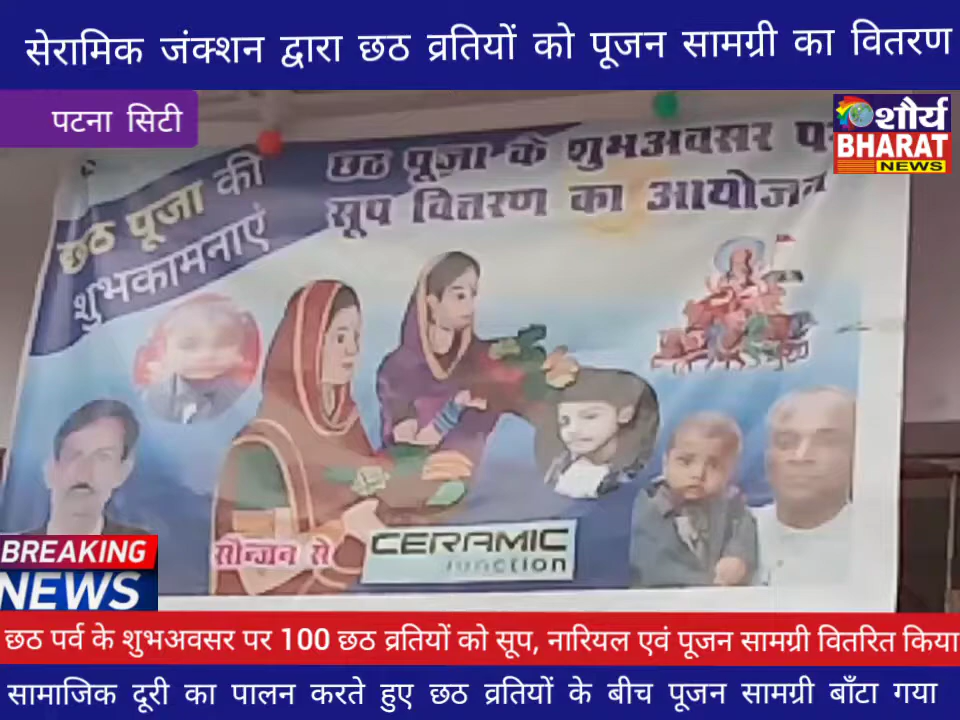 सेरामिक जंक्शन द्वारा छठ व्रतियों को पूजन सामग्री का वितरण
पटना सिटी
शौर्य
BHARAT
NEWS
छठ पूजा की
शुभकामनाएं
छठ पूजा के शुभअवसर
सूप वितरण का आयोजन
सौन्जन से
CERAMIC
Junction
BREAKING
NEWS
छठ पर्व के शुभअवसर पर 100 छठ व्रतियों को सूप, नारियल एवं पूजन सामग्री वितरित किया
सामाजिक दूरी का पालन करते हुए छठ व्रतियों के बीच पूजन सामग्री बाँटा गया